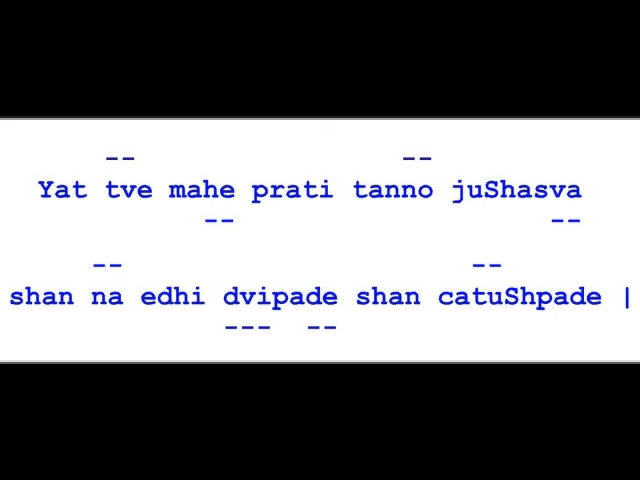 -- --
Yat tve mahe prati tanno juShasva
-- --
-- --
shan na edhi dvipade shan catuShpade |
--- --